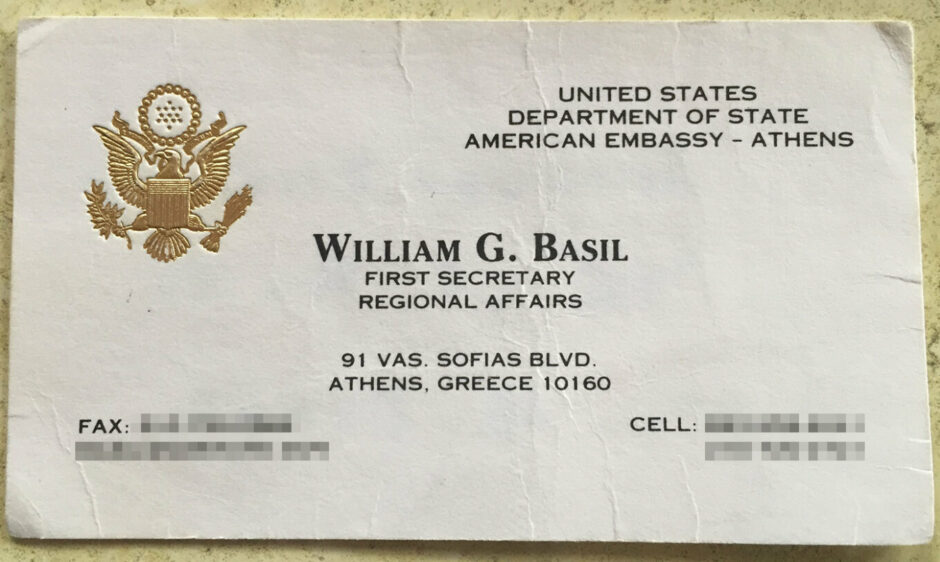 UNITED STATES
DEPARTMENT OF STATE
AMERICAN EMBASSY – ATHENS
WILLIAM G. BASIL
FIRST SECRETARY
REGIONAL AFFAIRS
91 VAS. SOFIAS BLVD.
ATHENS, GREECE 10160
FAX:
CELL: